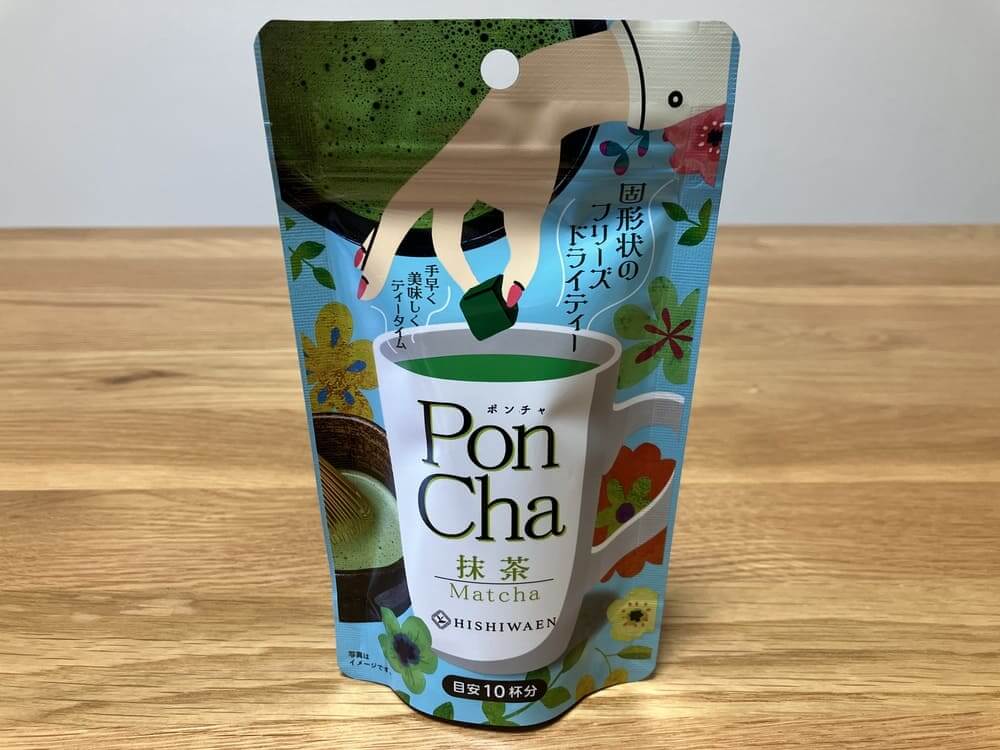 固形状の
フリーズ
ドライティー
手早く
美味しく
ティータイム
ポンチャ
Pon
Cha
抹茶
Matcha
HISHIWAEN
写真は
イメージです。
目安10杯分